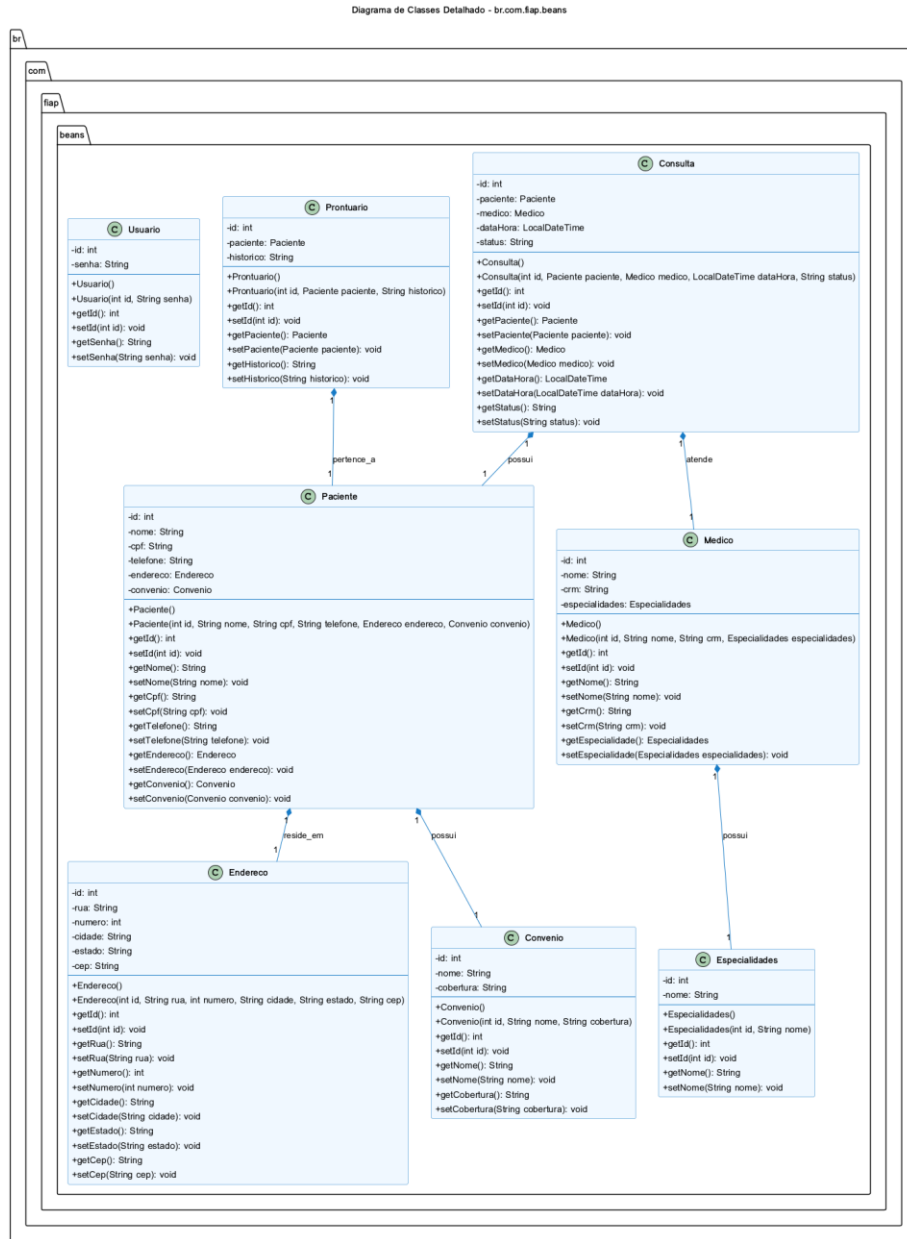 Diagrama de Classes Detalhado - br.com.fiap.beans
br
com
fiap
beans
C Usuario
-id: int
-senha: String
+Usuario()
+Usuario(int id, String senha)
+getId(): int
+setId(int id): void
+getSenha(): String
+setSenha(String senha): void
C Prontuario
-id: int
-paciente: Paciente
-historico: String
+Prontuario()
+Prontuario(int id, Paciente paciente, String historico)
+getId(): int
+setId(int id): void
+getPaciente(): Paciente
+setPaciente(Paciente paciente): void
+getHistorico(): String
+setHistorico(String historico): void
C Consulta
-id: int
-paciente: Paciente
-medico: Medico
-dataHora: LocalDateTime
-status: String
+Consulta()
+Consulta(int id, Paciente paciente, Medico medico, LocalDateTime dataHora, String status)
+getId(): int
+setId(int id): void
+getPaciente(): Paciente
+setPaciente(Paciente paciente): void
+getMedico(): Medico
+setMedico(Medico medico): void
+getDataHora(): LocalDateTime
+setDataHora(LocalDateTime dataHora): void
+getStatus(): String
+setStatus(String status): void
1
pertence_a
1
1
possui
1
1
atende
1
C Paciente
-id: int
-nome: String
-cpf: String
-telefone: String
-endereco: Endereco
-convenio: Convenio
+Paciente()
+Paciente(int id, String nome, String cpf, String telefone, Endereco endereco, Convenio convenio)
+getId(): int
+setId(int id): void
+getNome(): String
+setNome(String nome): void
+getCpf(): String
+setCpf(String cpf): void
+getTelefone(): String
+setTelefone(String telefone): void
+getEndereco(): Endereco
+setEndereco(Endereco endereco): void
+getConvenio(): Convenio
+setConvenio(Convenio convenio): void
C Medico
-id: int
-nome: String
-crm: String
-especialidades: Especialidades
+Medico()
+Medico(int id, String nome, String crm, Especialidades especialidades)
+getId(): int
+setId(int id): void
+getNome(): String
+setNome(String nome): void
+getCrm(): String
+setCrm(String crm): void
+getEspecialidade(): Especialidades
+setEspecialidade(Especialidades especialidades): void
1
reside_em
1
1
possui
1
1
possui
1
C Endereco
-id: int
-rua: String
-numero: int
-cidade: String
-estado: String
-cep: String
+Endereco()
+Endereco(int id, String rua, int numero, String cidade, String estado, String cep)
+getId(): int
+setId(int id): void
+getRua(): String
+setRua(String rua): void
+getNumero(): int
+setNumero(int numero): void
+getCidade(): String
+setCidade(String cidade): void
+getEstado(): String
+setEstado(String estado): void
+getCep(): String
+setCep(String cep): void
C Convenio
-id: int
-nome: String
-cobertura: String
+Convenio()
+Convenio(int id, String nome, String cobertura)
+getId(): int
+setId(int id): void
+getNome(): String
+setNome(String nome): void
+getCobertura(): String
+setCobertura(String cobertura): void
C Especialidades
-id: int
-nome: String
+Especialidades()
+Especialidades(int id, String nome)
+getId(): int
+setId(int id): void
+getNome(): String
+setNome(String nome): void